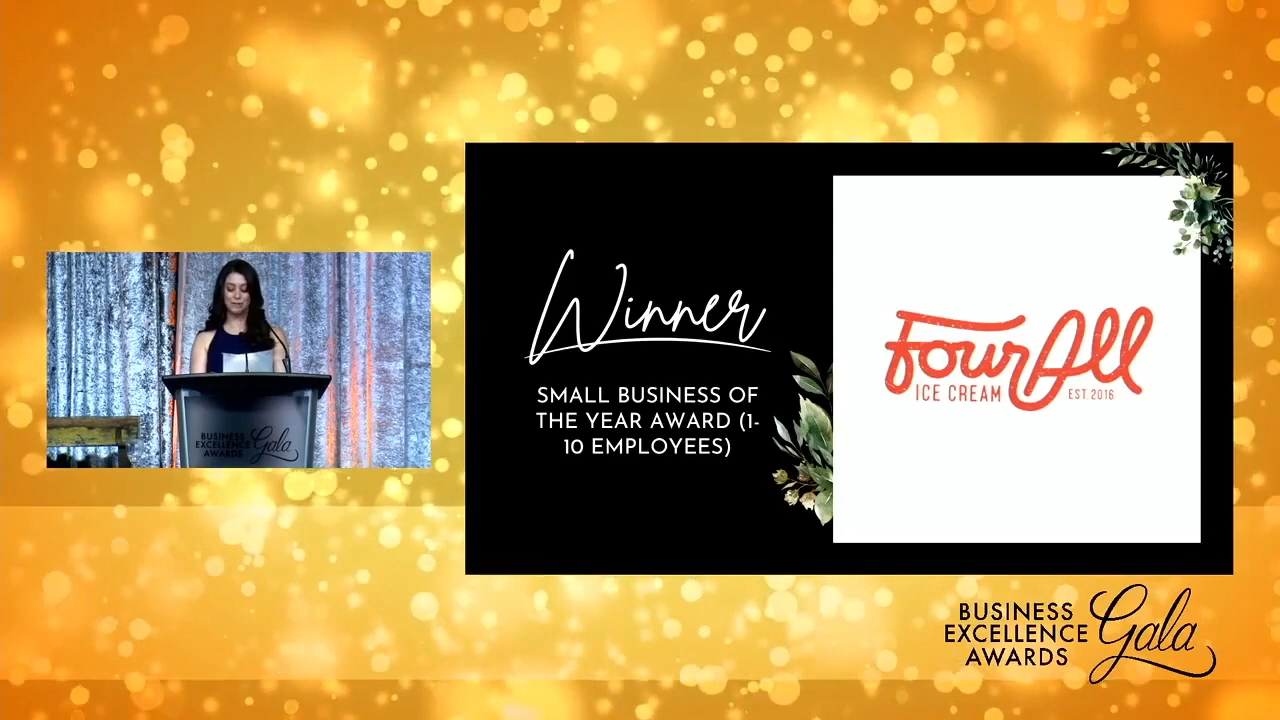 BUSINESS
EXCELLENCE
AWARDS
Gala
Winner
SMALL BUSINESS OF
THE YEAR AWARD (1-
10 EMPLOYEES)
FourAll
ICE CREAM
EST. 2016
BUSINESS
EXCELLENCE
AWARDS
Gala